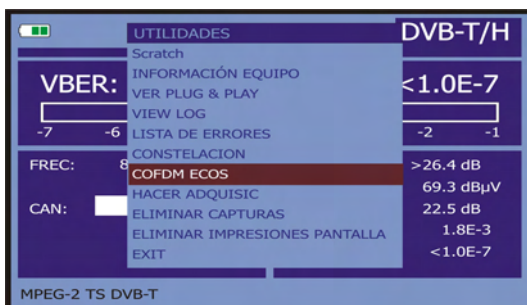 UTILIDADES
DVB-T/H
Scratch
INFORMACIÓN EQUIPO
VBER:
<1.0E-7
VER PLUG & PLAY
VIEW LOG
-7 -6
LISTA DE ERRORES
-2 -1
CONSTELACION
FREC: 8
>26.4 dB
COFDM ECOS
69.3 dBµV
HACER ADQUISIC
CAN:
22.5 dB
ELIMINAR CAPTURAS
1.8E-3
ELIMINAR IMPRESIONES PANTALLA
<1.0E-7
EXIT
MPEG-2 TS DVB-T